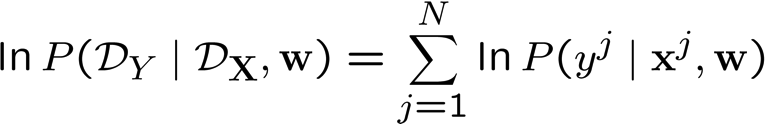 ln P(𝒟_Y | 𝒟_𝐗, 𝐰) = ∑_{j=1}^{N} ln P(y^j | 𝐱^j, 𝐰)